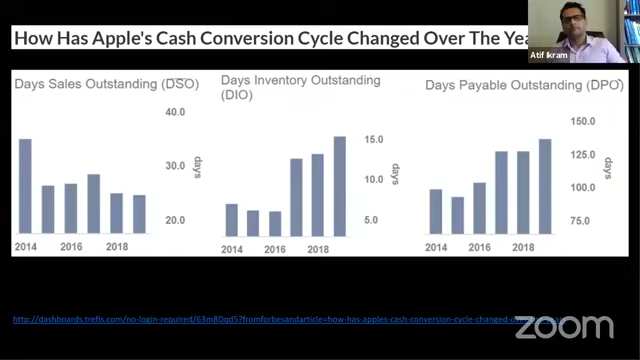 How Has Apple's Cash Conversion Cycle Changed Over The Yea
Atif Ikram
Days Sales Outstanding (DSO)
40.0
30.0
20.0
days
2014 2016 2018
Days Inventory Outstanding
(DIO)
15.0
10.0
5.0
days
2014 2016 2018
Days Payable Outstanding (DPO)
150.0
125.0
100.0
75.0
days
2014 2016 2018
http://dashboards.trefis.com/no-login-required/63m8Dqd5?fromforbesandarticle=how-has-apples-cash-conversion-cycle-changed-
zoom